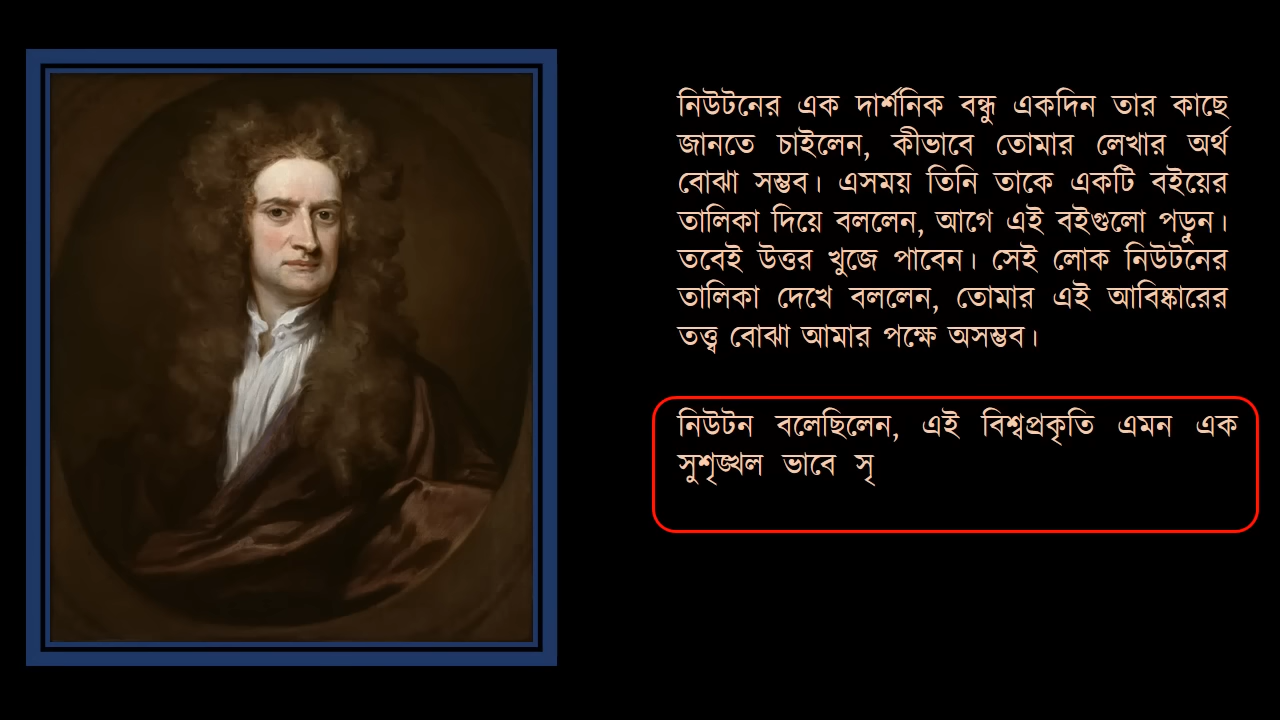 নিউটনের এক দার্শনিক বন্ধু একদিন তার কাছে
জানতে চাইলেন, কীভাবে তোমার লেখার অর্থ
বোঝা সম্ভব। এসময় তিনি তাকে একটি বইয়ের
তালিকা দিয়ে বললেন, আগে এই বইগুলো পড়ুন।
তবেই উত্তর খুজে পাবেন। সেই লোক নিউটনের
তালিকা দেখে বললেন, তোমার এই আবিষ্কারের
তত্ত্ব বোঝা আমার পক্ষে অসম্ভব।
নিউটন বলেছিলেন, এই বিশ্বপ্রকৃতি এমন এক
সুশৃঙ্খল ভাবে সৃ